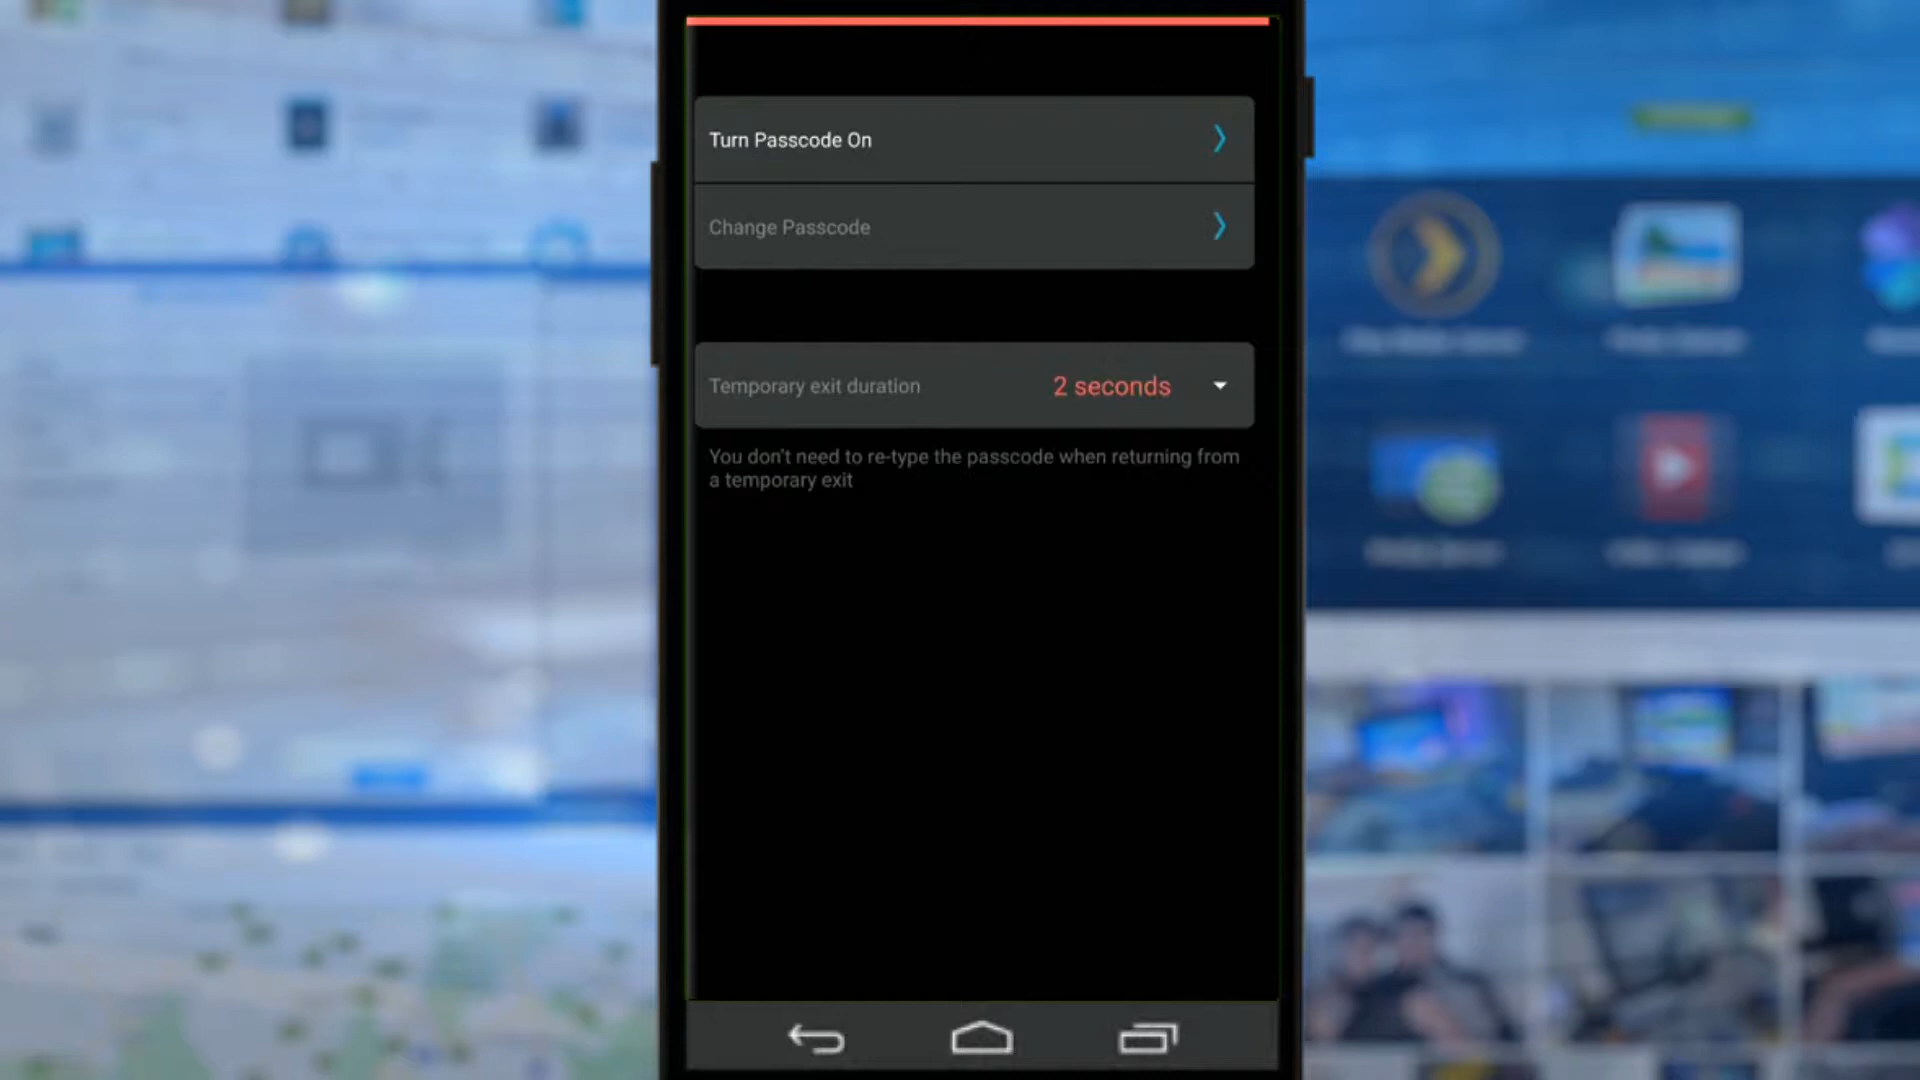 Turn Passcode On
Change Passcode
Temporary exit duration 2 seconds
You don't need to re-type the passcode when returning from
a temporary exit